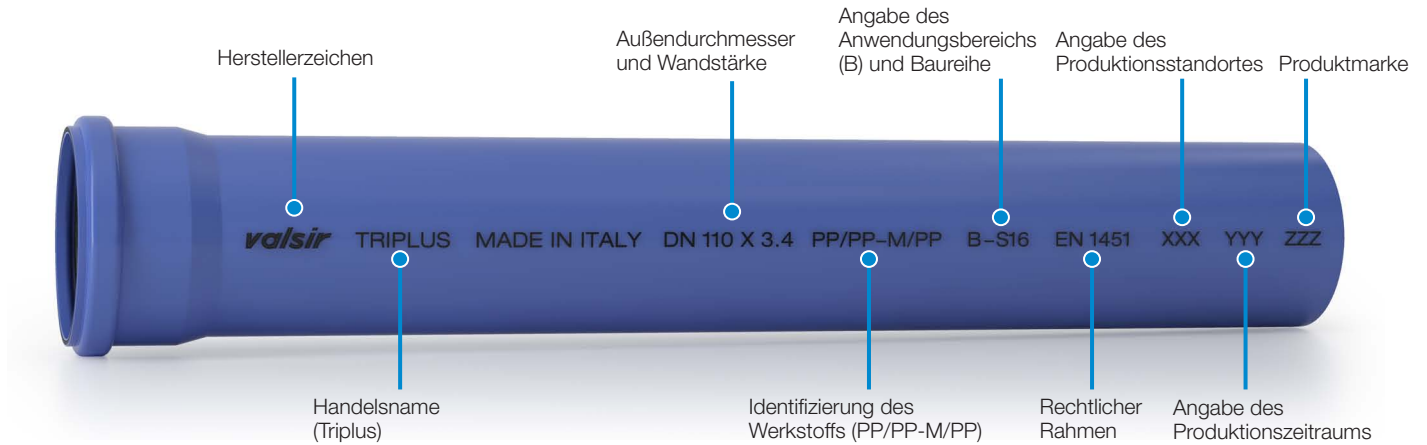 Herstellerzeichen
Außendurchmesser
und Wandstärke
Angabe des
Anwendungsbereichs
(B) und Baureihe
Angabe des
Produktionsstandortes
Produktmarke
valsir TRIPLUS MADE IN ITALY DN 110 X 3.4 PP/PP-M/PP B-S16 EN 1451 XXX YYY ZZZ
Handelsname
(Triplus)
Identifizierung des
Werkstoffs (PP/PP-M/PP)
Rechtlicher
Rahmen
Angabe des
Produktionszeitraums